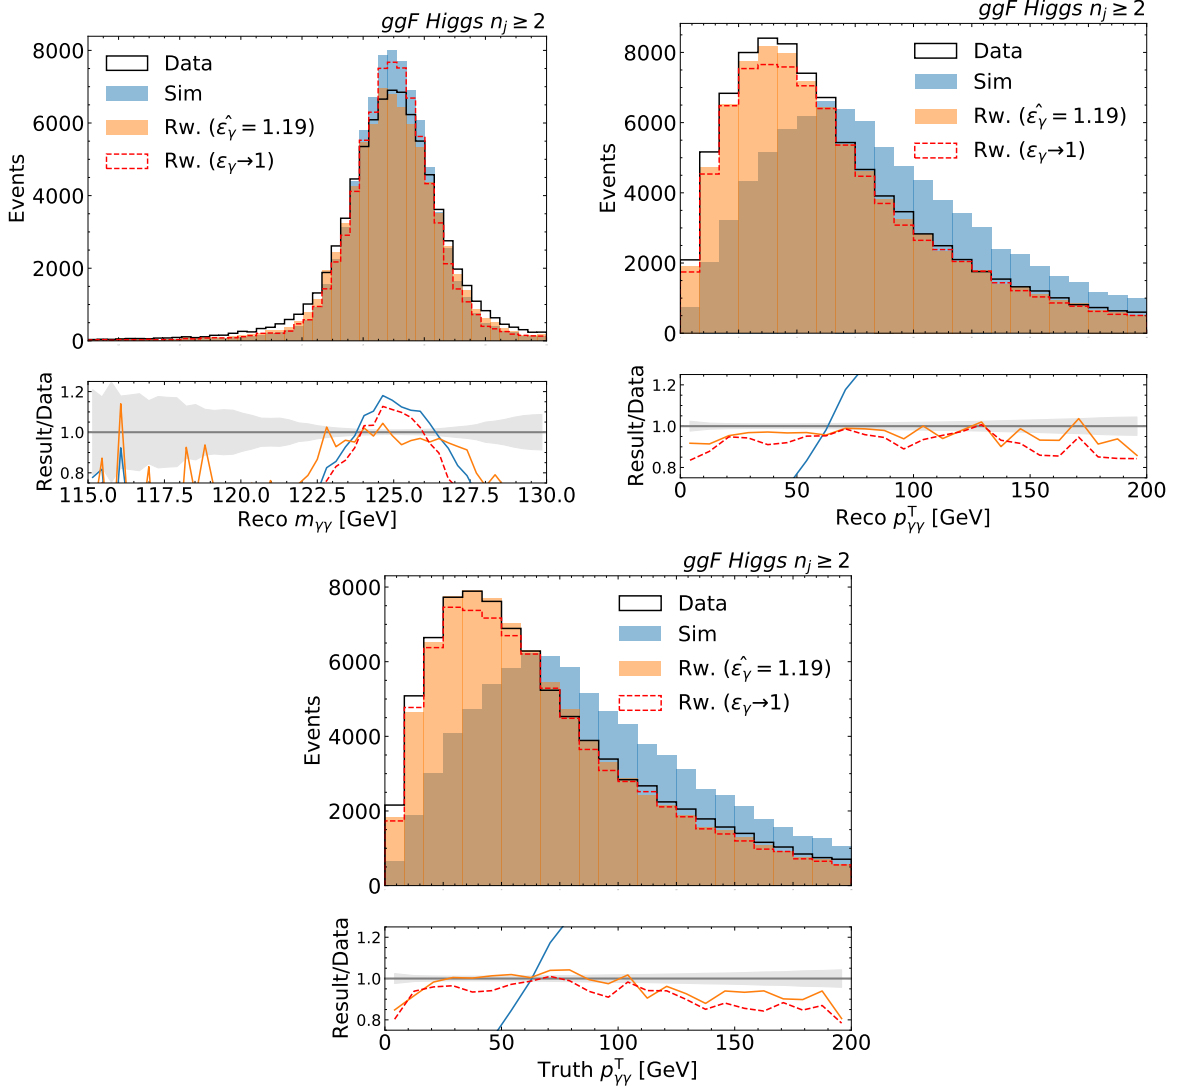 ggF Higgs n_j ≥ 2
Events
8000
6000
4000
2000
0
Data
Sim
Rw. (ε̂_γ = 1.19)
Rw. (ε_γ→1)
Result/Data
1.2
1.0
0.8
115.0 117.5 120.0 122.5 125.0 127.5 130.0
Reco m_γγ [GeV]
ggF Higgs n_j ≥ 2
Events
8000
6000
4000
2000
0
Data
Sim
Rw. (ε̂_γ = 1.19)
Rw. (ε_γ→1)
Result/Data
1.2
1.0
0.8
0 50 100 150 200
Reco p^T_γγ [GeV]
ggF Higgs n_j ≥ 2
Events
8000
6000
4000
2000
0
Data
Sim
Rw. (ε̂_γ = 1.19)
Rw. (ε_γ→1)
Result/Data
1.2
1.0
0.8
0 50 100 150 200
Truth p^T_γγ [GeV]